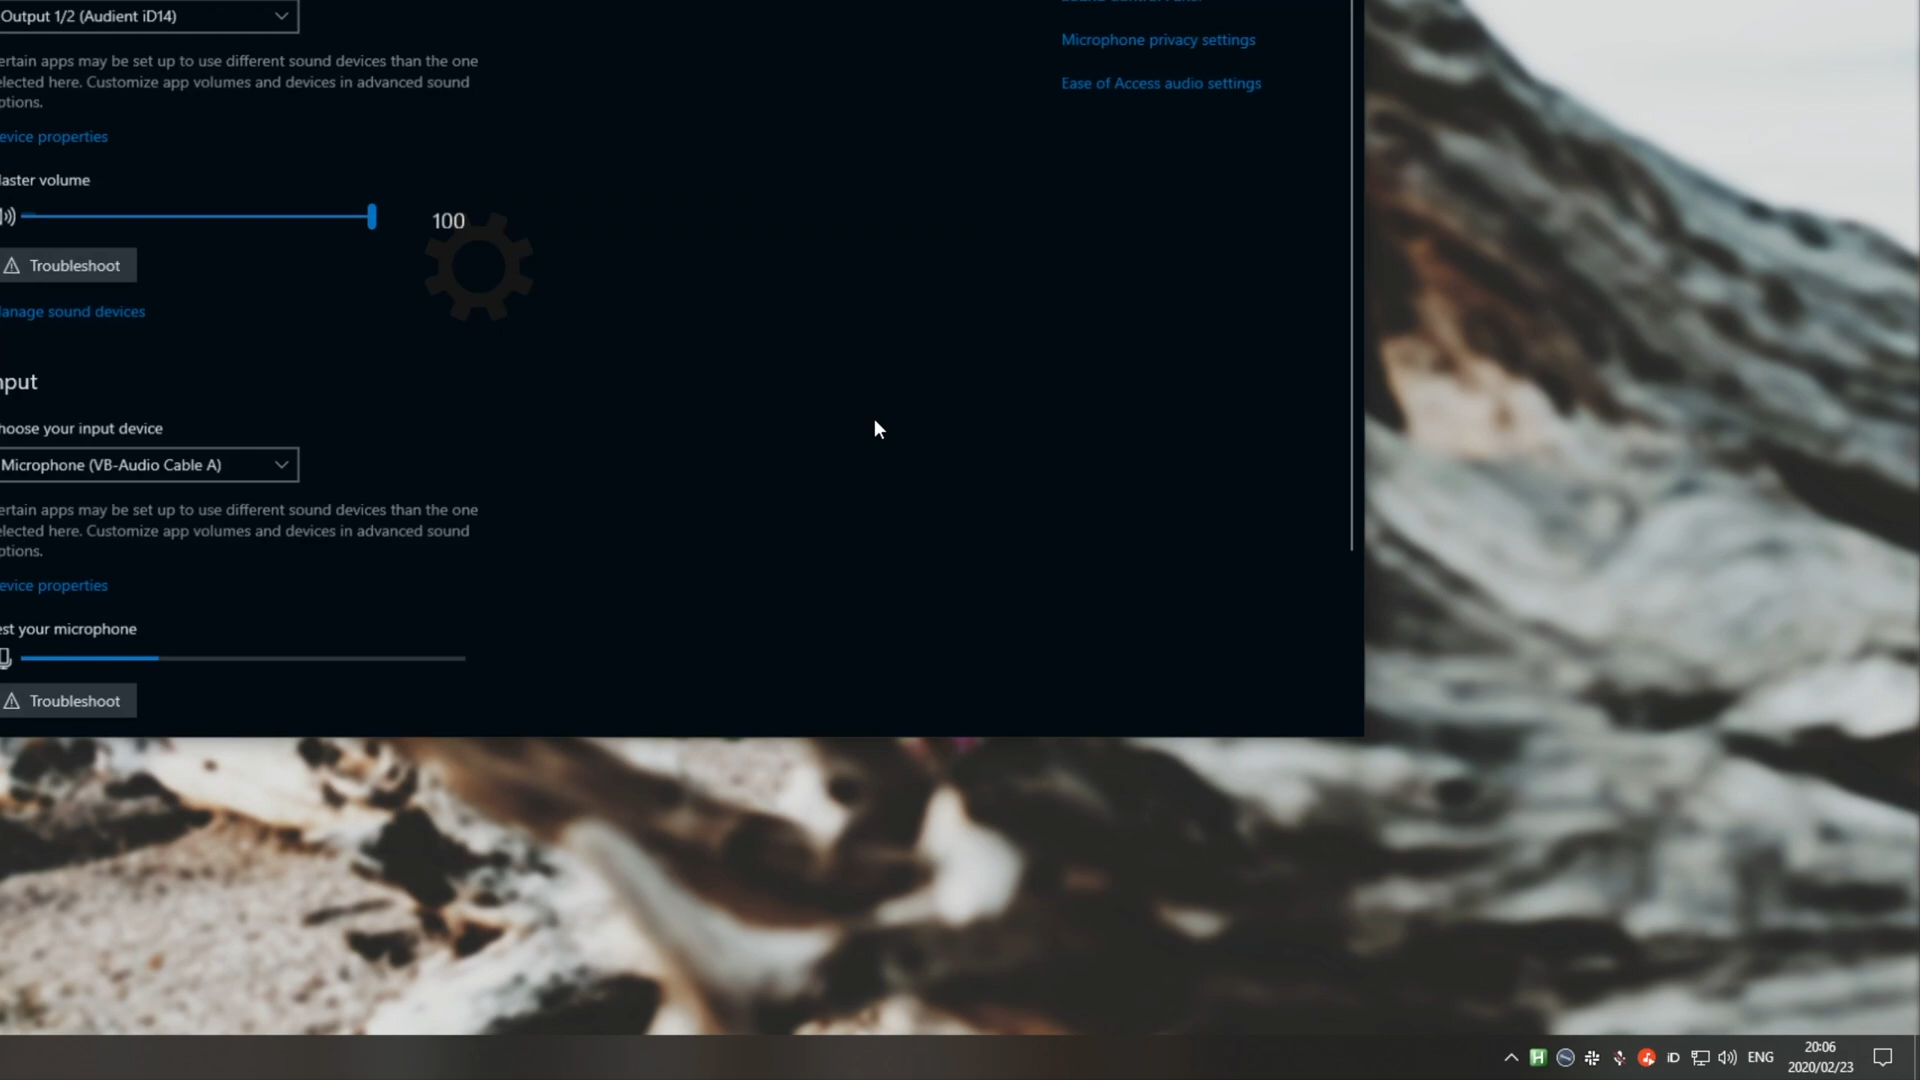 Output 1/2 (Audient iD14)
ertain apps may be set up to use different sound devices than the one
elected here. Customize app volumes and devices in advanced sound
ptions.
evice properties
aster volume
100
Troubleshoot
anage sound devices
nput
hoose your input device
Microphone (VB-Audio Cable A)
ertain apps may be set up to use different sound devices than the one
elected here. Customize app volumes and devices in advanced sound
ptions.
evice properties
est your microphone
Troubleshoot
Microphone privacy settings
Ease of Access audio settings
H
iD
ENG
20:06
2020/02/23